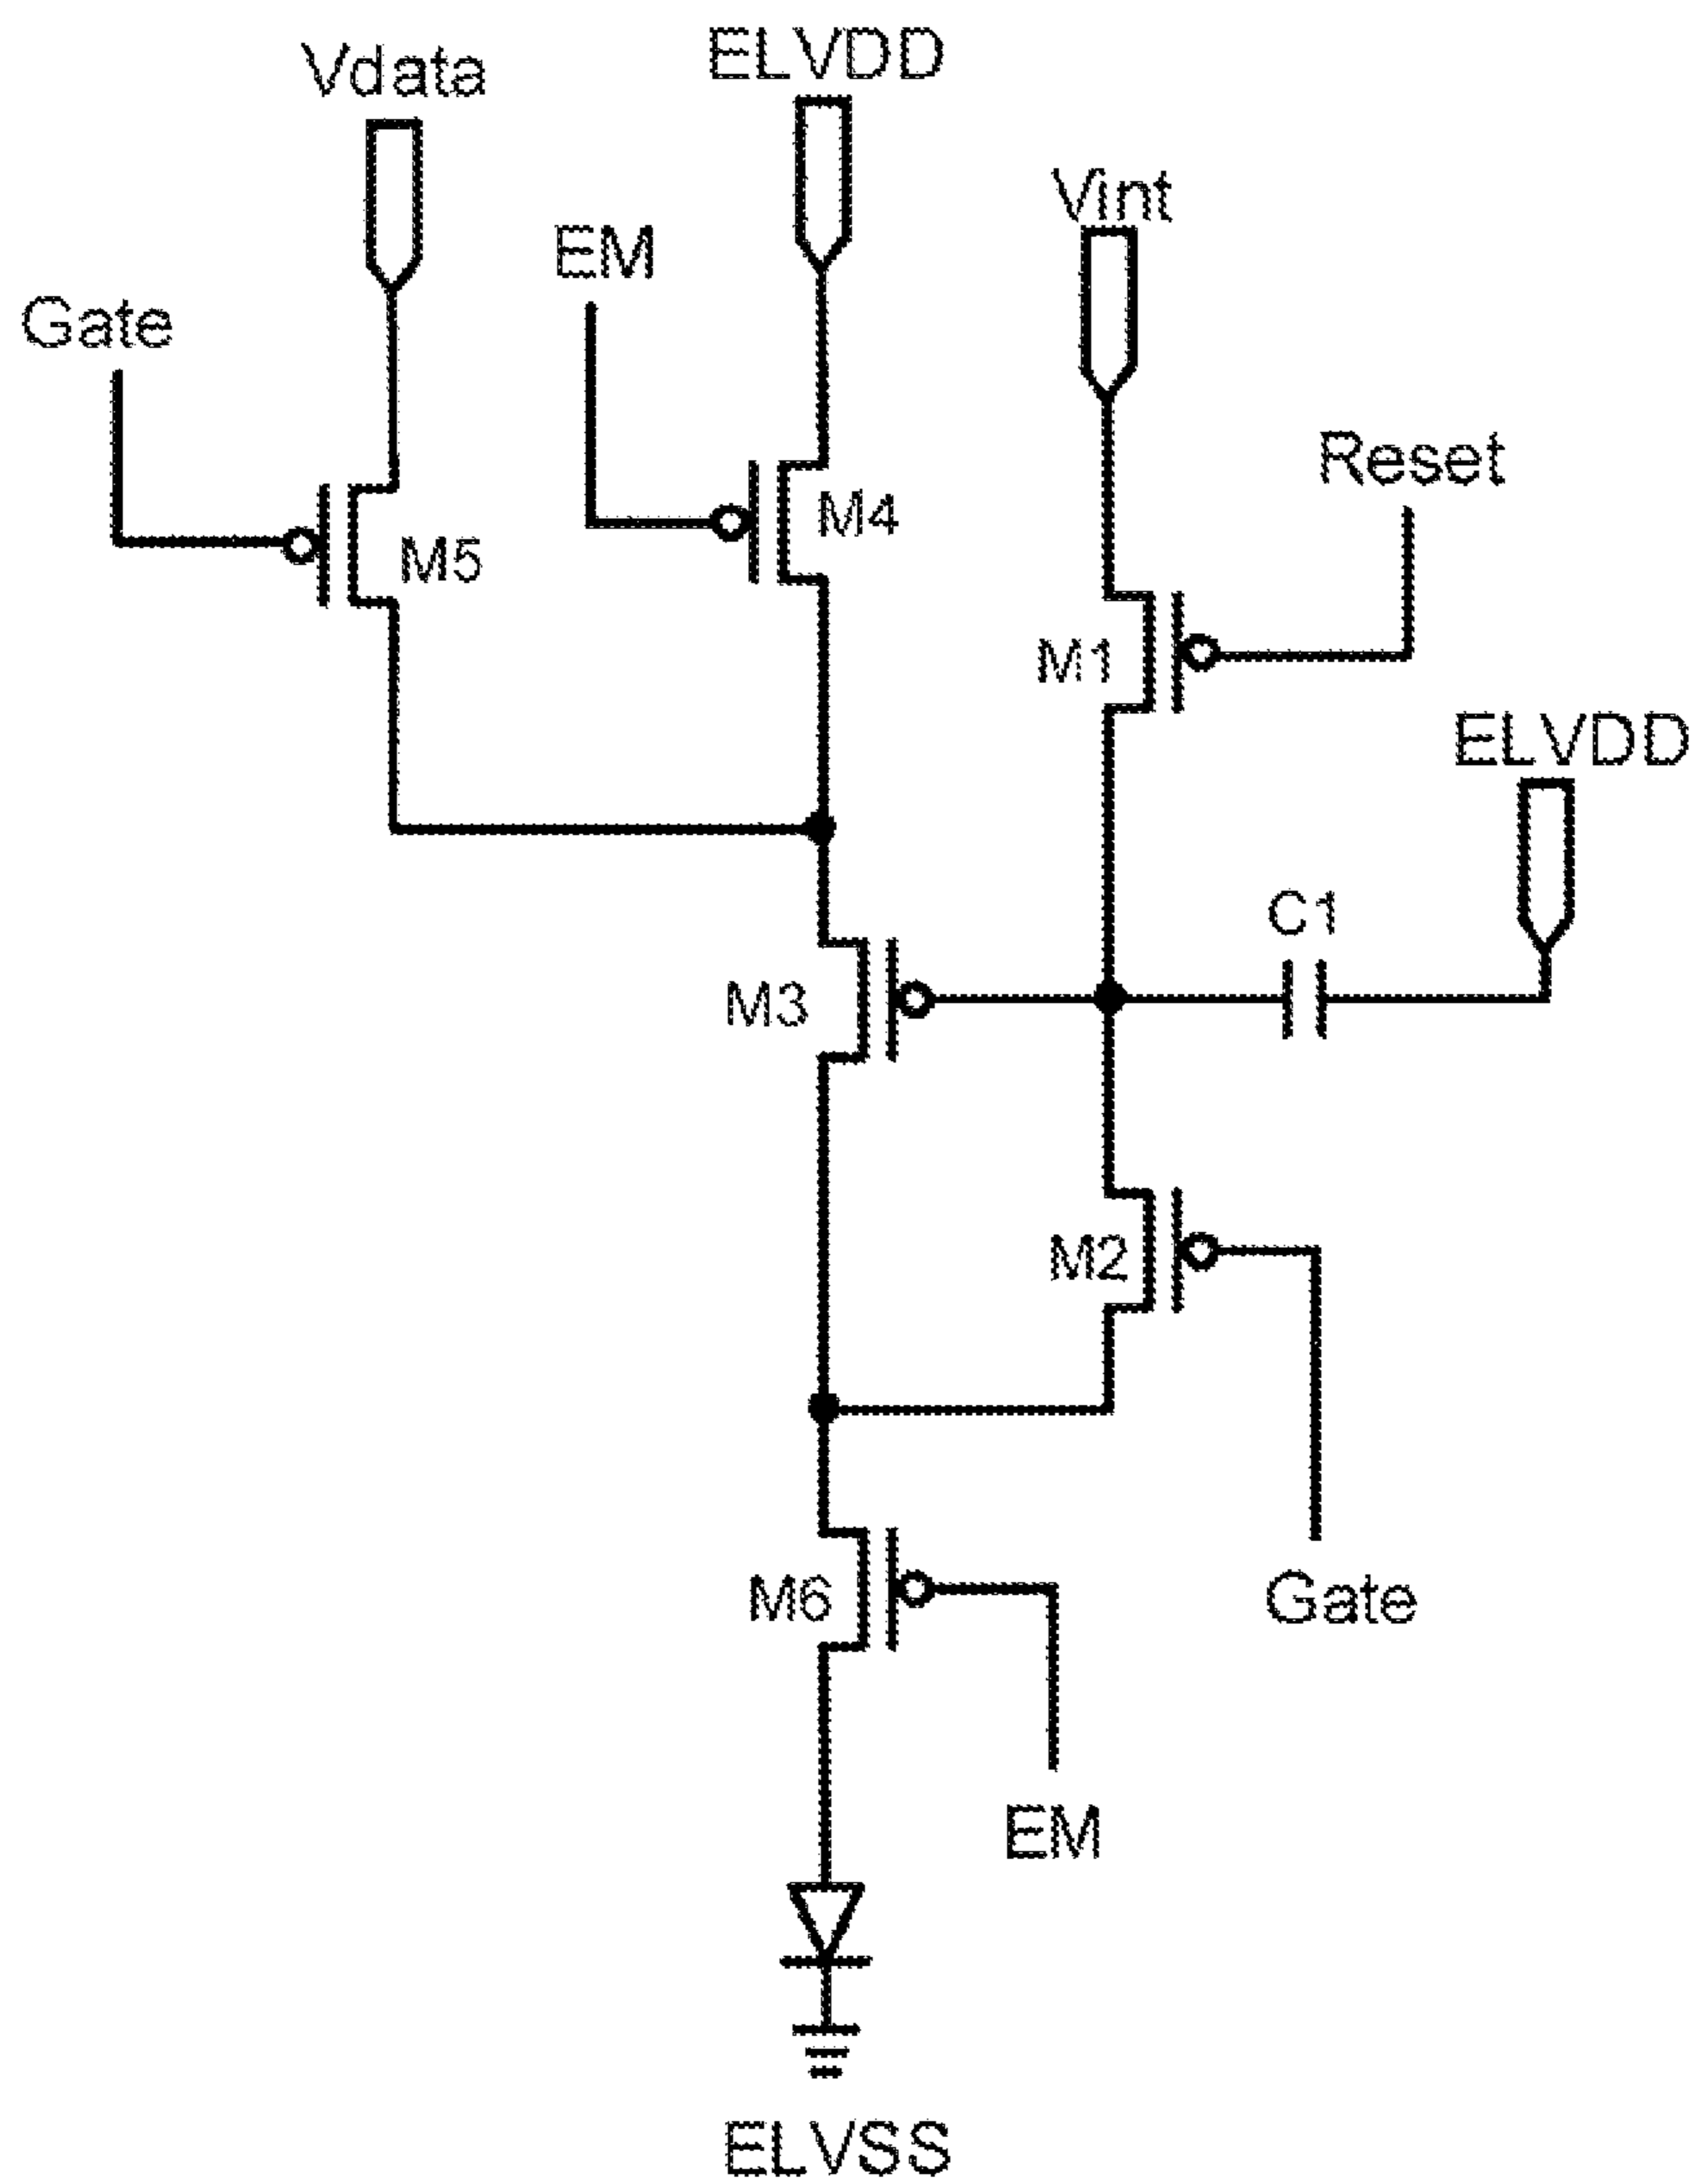 Vdata
ELVDD
Vint
EM
Gate
Reset
M4
M5
M1
ELVDD
C1
M3
M2
M6
Gate
EM
ELVSS